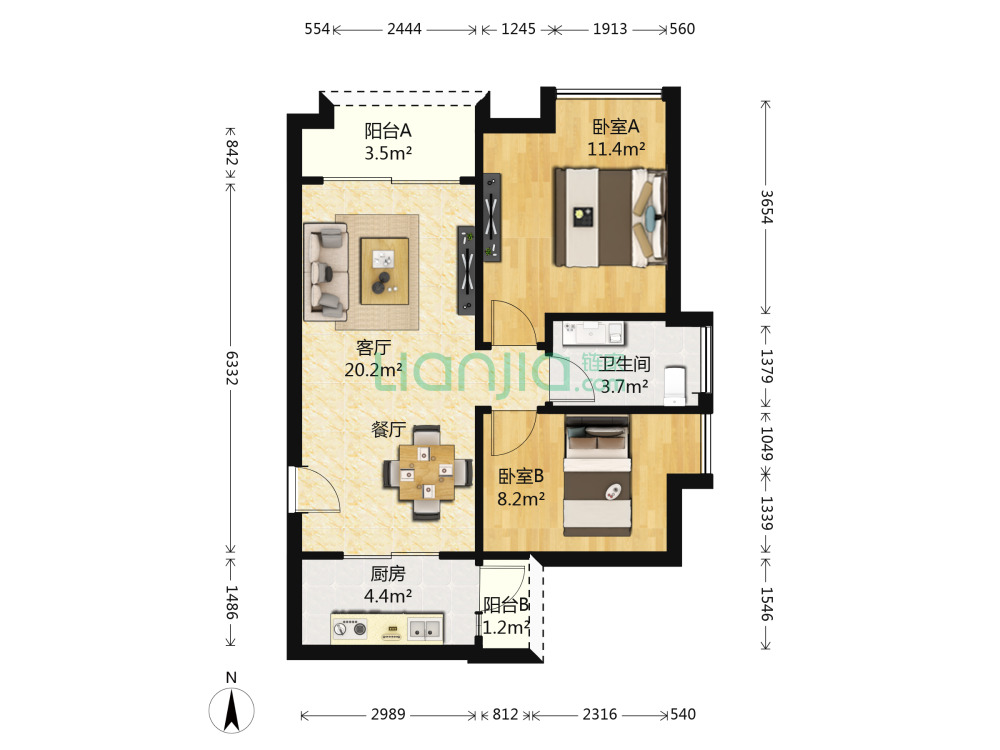 554 2444 1245 1913 560
阳台A
3.5m²
卧室A
11.4m²
842
3654
客厅
20.2m²
Lianjia 链家
.com
卫生间
3.7m²
6332
1379
餐厅
1049
卧室B
8.2m²
1339
厨房
4.4m²
阳台B
1.2m²
1486
1546
N
2989 812 2316 540